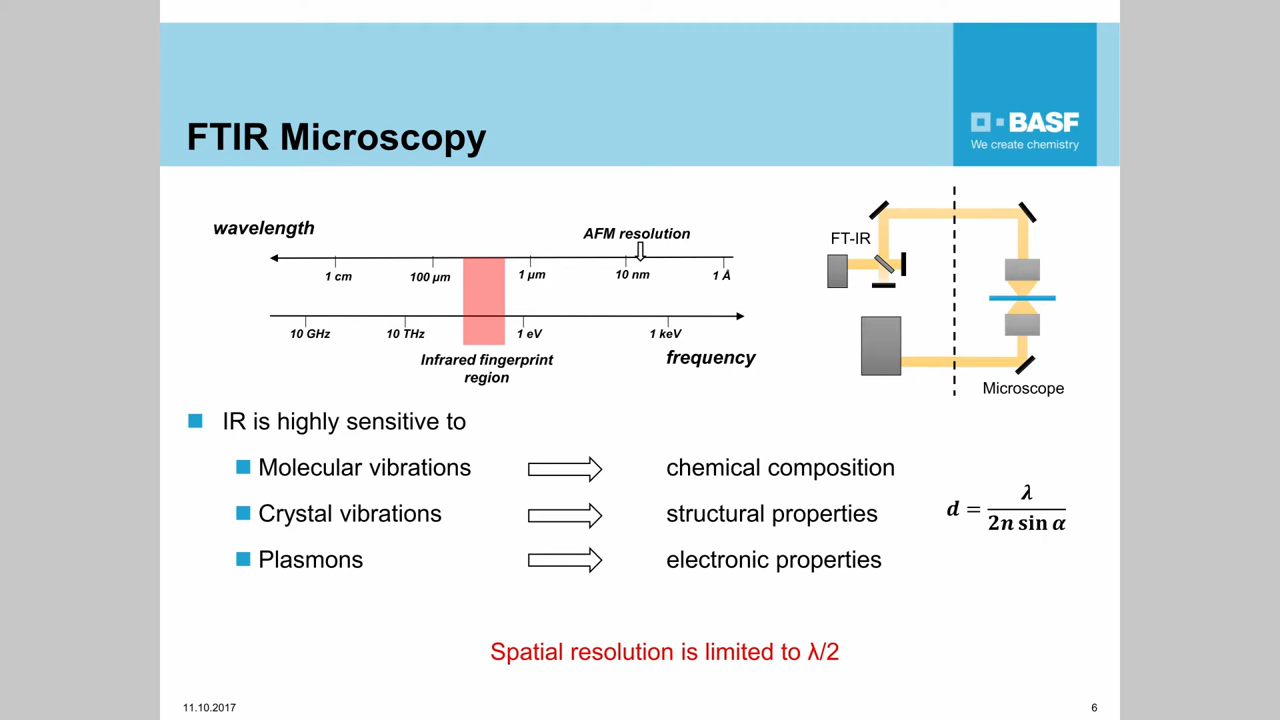 FTIR Microscopy
BASF
We create chemistry
wavelength
AFM resolution
1 cm
100 μm
1 μm
10 nm
1 Å
10 GHz
10 THz
1 eV
1 keV
Infrared fingerprint
region
frequency
FT-IR
Microscope
IR is highly sensitive to
Molecular vibrations
chemical composition
Crystal vibrations
structural properties
Plasmons
electronic properties
d = λ / 2n sin α
Spatial resolution is limited to λ/2
11.10.2017
6